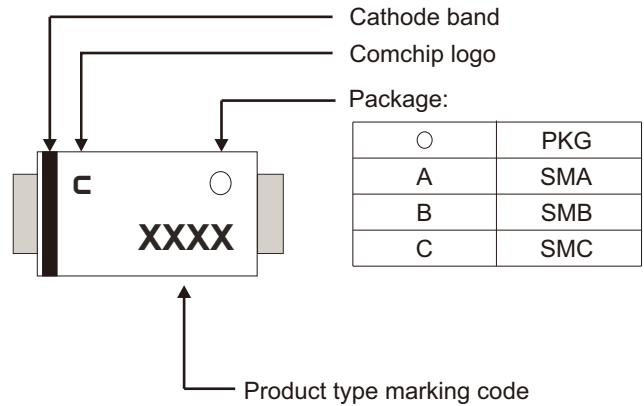 Cathode band
Comchip logo
Package:
○ PKG
A SMA
B SMB
C SMC
C ○
XXXX
Product type marking code